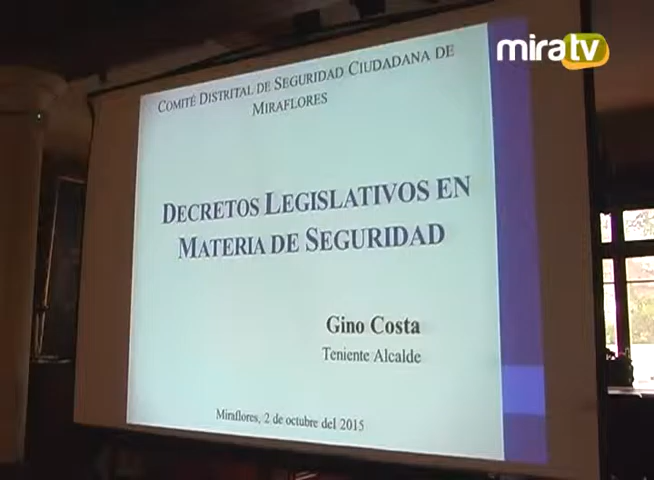 miratv
COMITÉ DISTRITAL DE SEGURIDAD CIUDADANA DE
MIRAFLORES
DECRETOS LEGISLATIVOS EN
MATERIA DE SEGURIDAD
Gino Costa
Teniente Alcalde
Miraflores, 2 de octubre del 2015